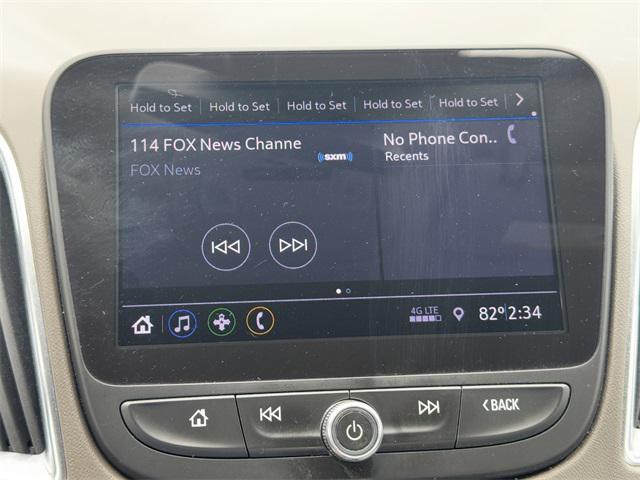 Hold to Set Hold to Set Hold to Set Hold to Set Hold to Set
114 FOX News Channe
sxm
FOX News
No Phone Con..
Recents
4G LTE
82° 2:34
BACK